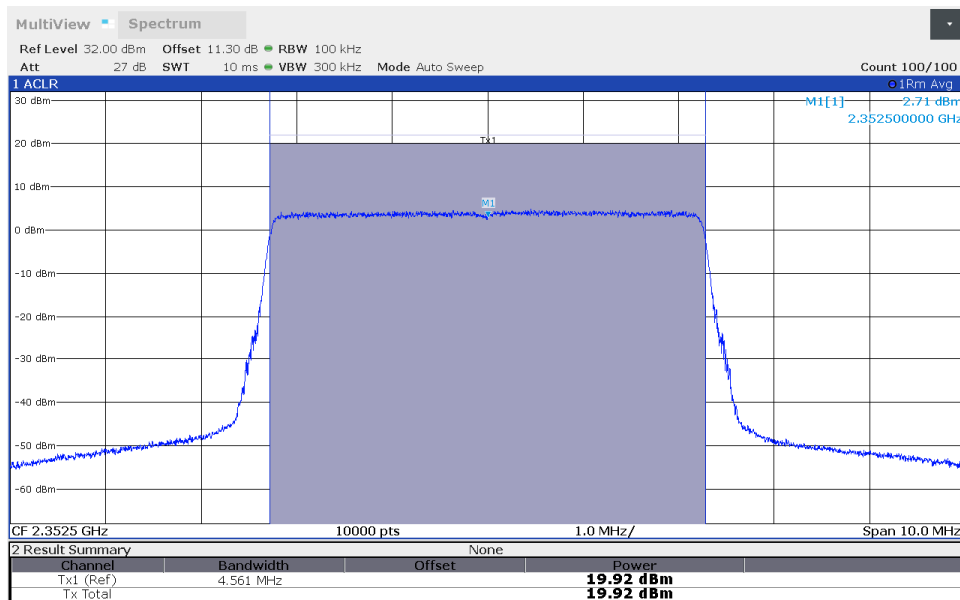 MultiView Spectrum
Ref Level 32.00 dBm Offset 11.30 dB RBW 100 kHz
Att 27 dB SWT 10 ms VBW 300 kHz Mode Auto Sweep Count 100/100
1 ACLR 1Rm Avg
30 dBm
M1[1] 2.71 dBm
2.352500000 GHz
20 dBm
Tx1
10 dBm
M1
0 dBm
-10 dBm
-20 dBm
-30 dBm
-40 dBm
-50 dBm
-60 dBm
CF 2.3525 GHz 10000 pts 1.0 MHz/ Span 10.0 MHz
2 Result Summary None
Channel Bandwidth Offset Power
Tx1 (Ref) 4.561 MHz 19.92 dBm
Tx Total 19.92 dBm